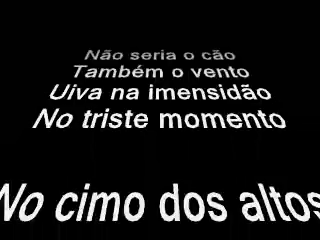 Não seria o cão
Também o vento
Uiva na imensidão
No triste momento
No cimo dos altos